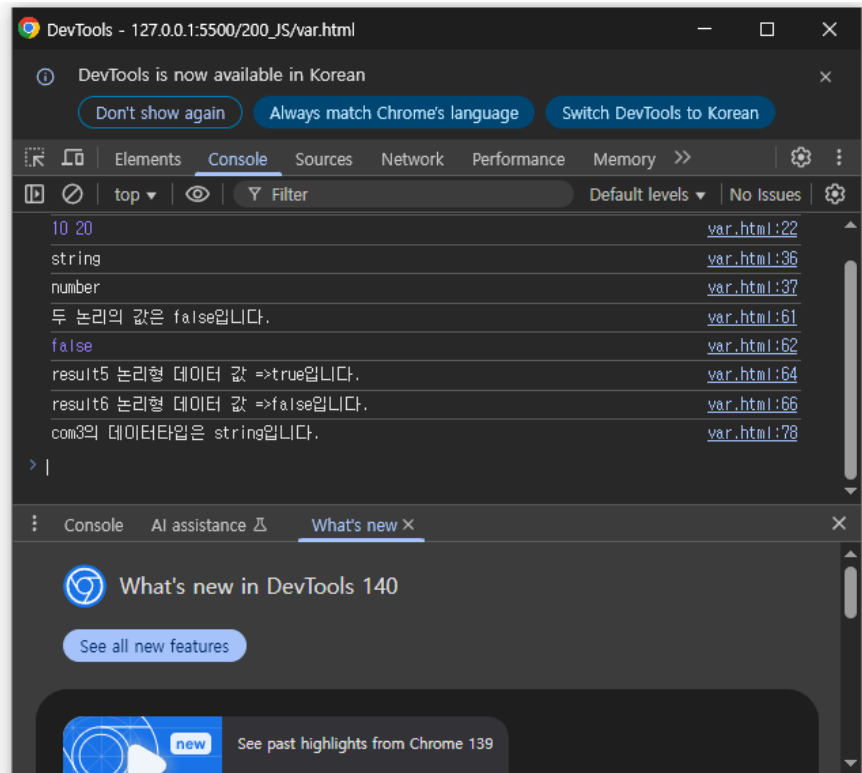 DevTools - 127.0.0.1:5500/200_JS/var.html
DevTools is now available in Korean
Don't show again Always match Chrome's language Switch DevTools to Korean
Elements Console Sources Network Performance Memory
top Filter Default levels No Issues
10 20 var.html:22
string var.html:36
number var.html:37
두 논리의 값은 false입니다. var.html:61
false var.html:62
result5 논리형 데이터 값 =>true입니다. var.html:64
result6 논리형 데이터 값 =>false입니다. var.html:66
com3의 데이터타입은 string입니다. var.html:78
Console AI assistance What's new
What's new in DevTools 140
See all new features
new See past highlights from Chrome 139